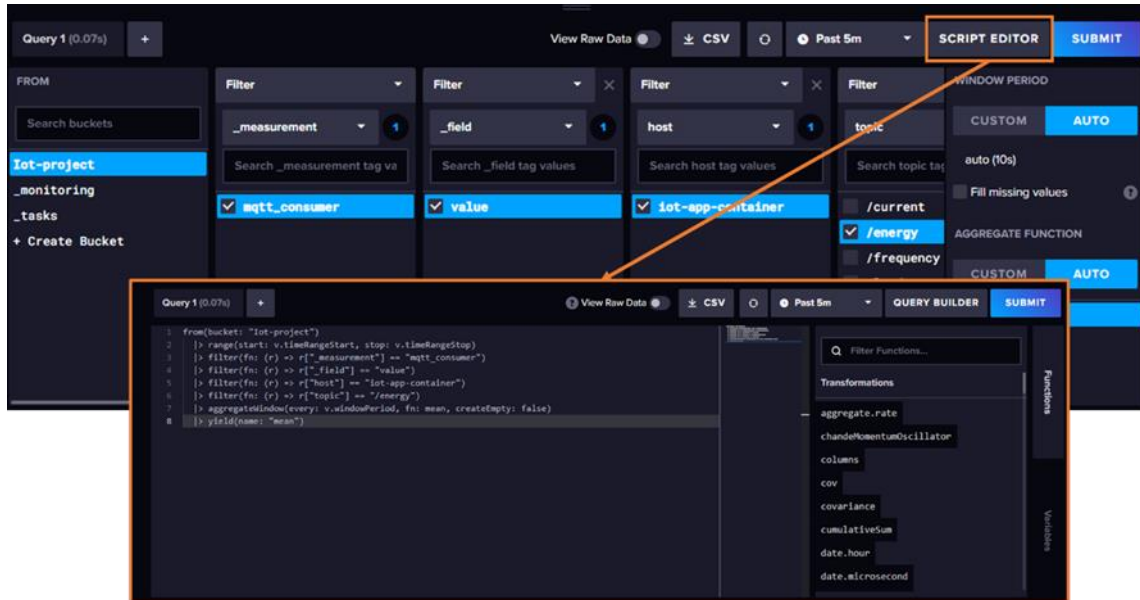 Query 1 (0.07s)
+
View Raw Data
CSV
Past 5m
SCRIPT EDITOR
SUBMIT
FROM
Search buckets
Iot-project
_monitoring
_tasks
+ Create Bucket
Filter
_measurement
1
Search _measurement tag va
mqtt_consumer
Filter
_field
1
Search _field tag values
value
Filter
host
1
Search host tag values
iot-app-container
Filter
topic
Search topic tag
/current
/energy
/frequency
WINDOW PERIOD
CUSTOM
AUTO
auto (10s)
Fill missing values
AGGREGATE FUNCTION
CUSTOM
AUTO
Query 1 (0.07s)
+
View Raw Data
CSV
Past 5m
QUERY BUILDER
SUBMIT
1 from(bucket: "Iot-project")
2 |> range(start: v.timeRangeStart, stop: v.timeRangeStop)
3 |> filter(fn: (r) => r["_measurement"] == "mqtt_consumer")
4 |> filter(fn: (r) => r["_field"] == "value")
5 |> filter(fn: (r) => r["host"] == "iot-app-container")
6 |> filter(fn: (r) => r["topic"] == "/energy")
7 |> aggregateWindow(every: v.windowPeriod, fn: mean, createEmpty: false)
8 |> yield(name: "mean")
Filter Functions...
Transformations
aggregate.rate
chandeMomentumOscillator
columns
cov
covariance
cumulativeSum
date.hour
date.microsecond
Functions
Variables